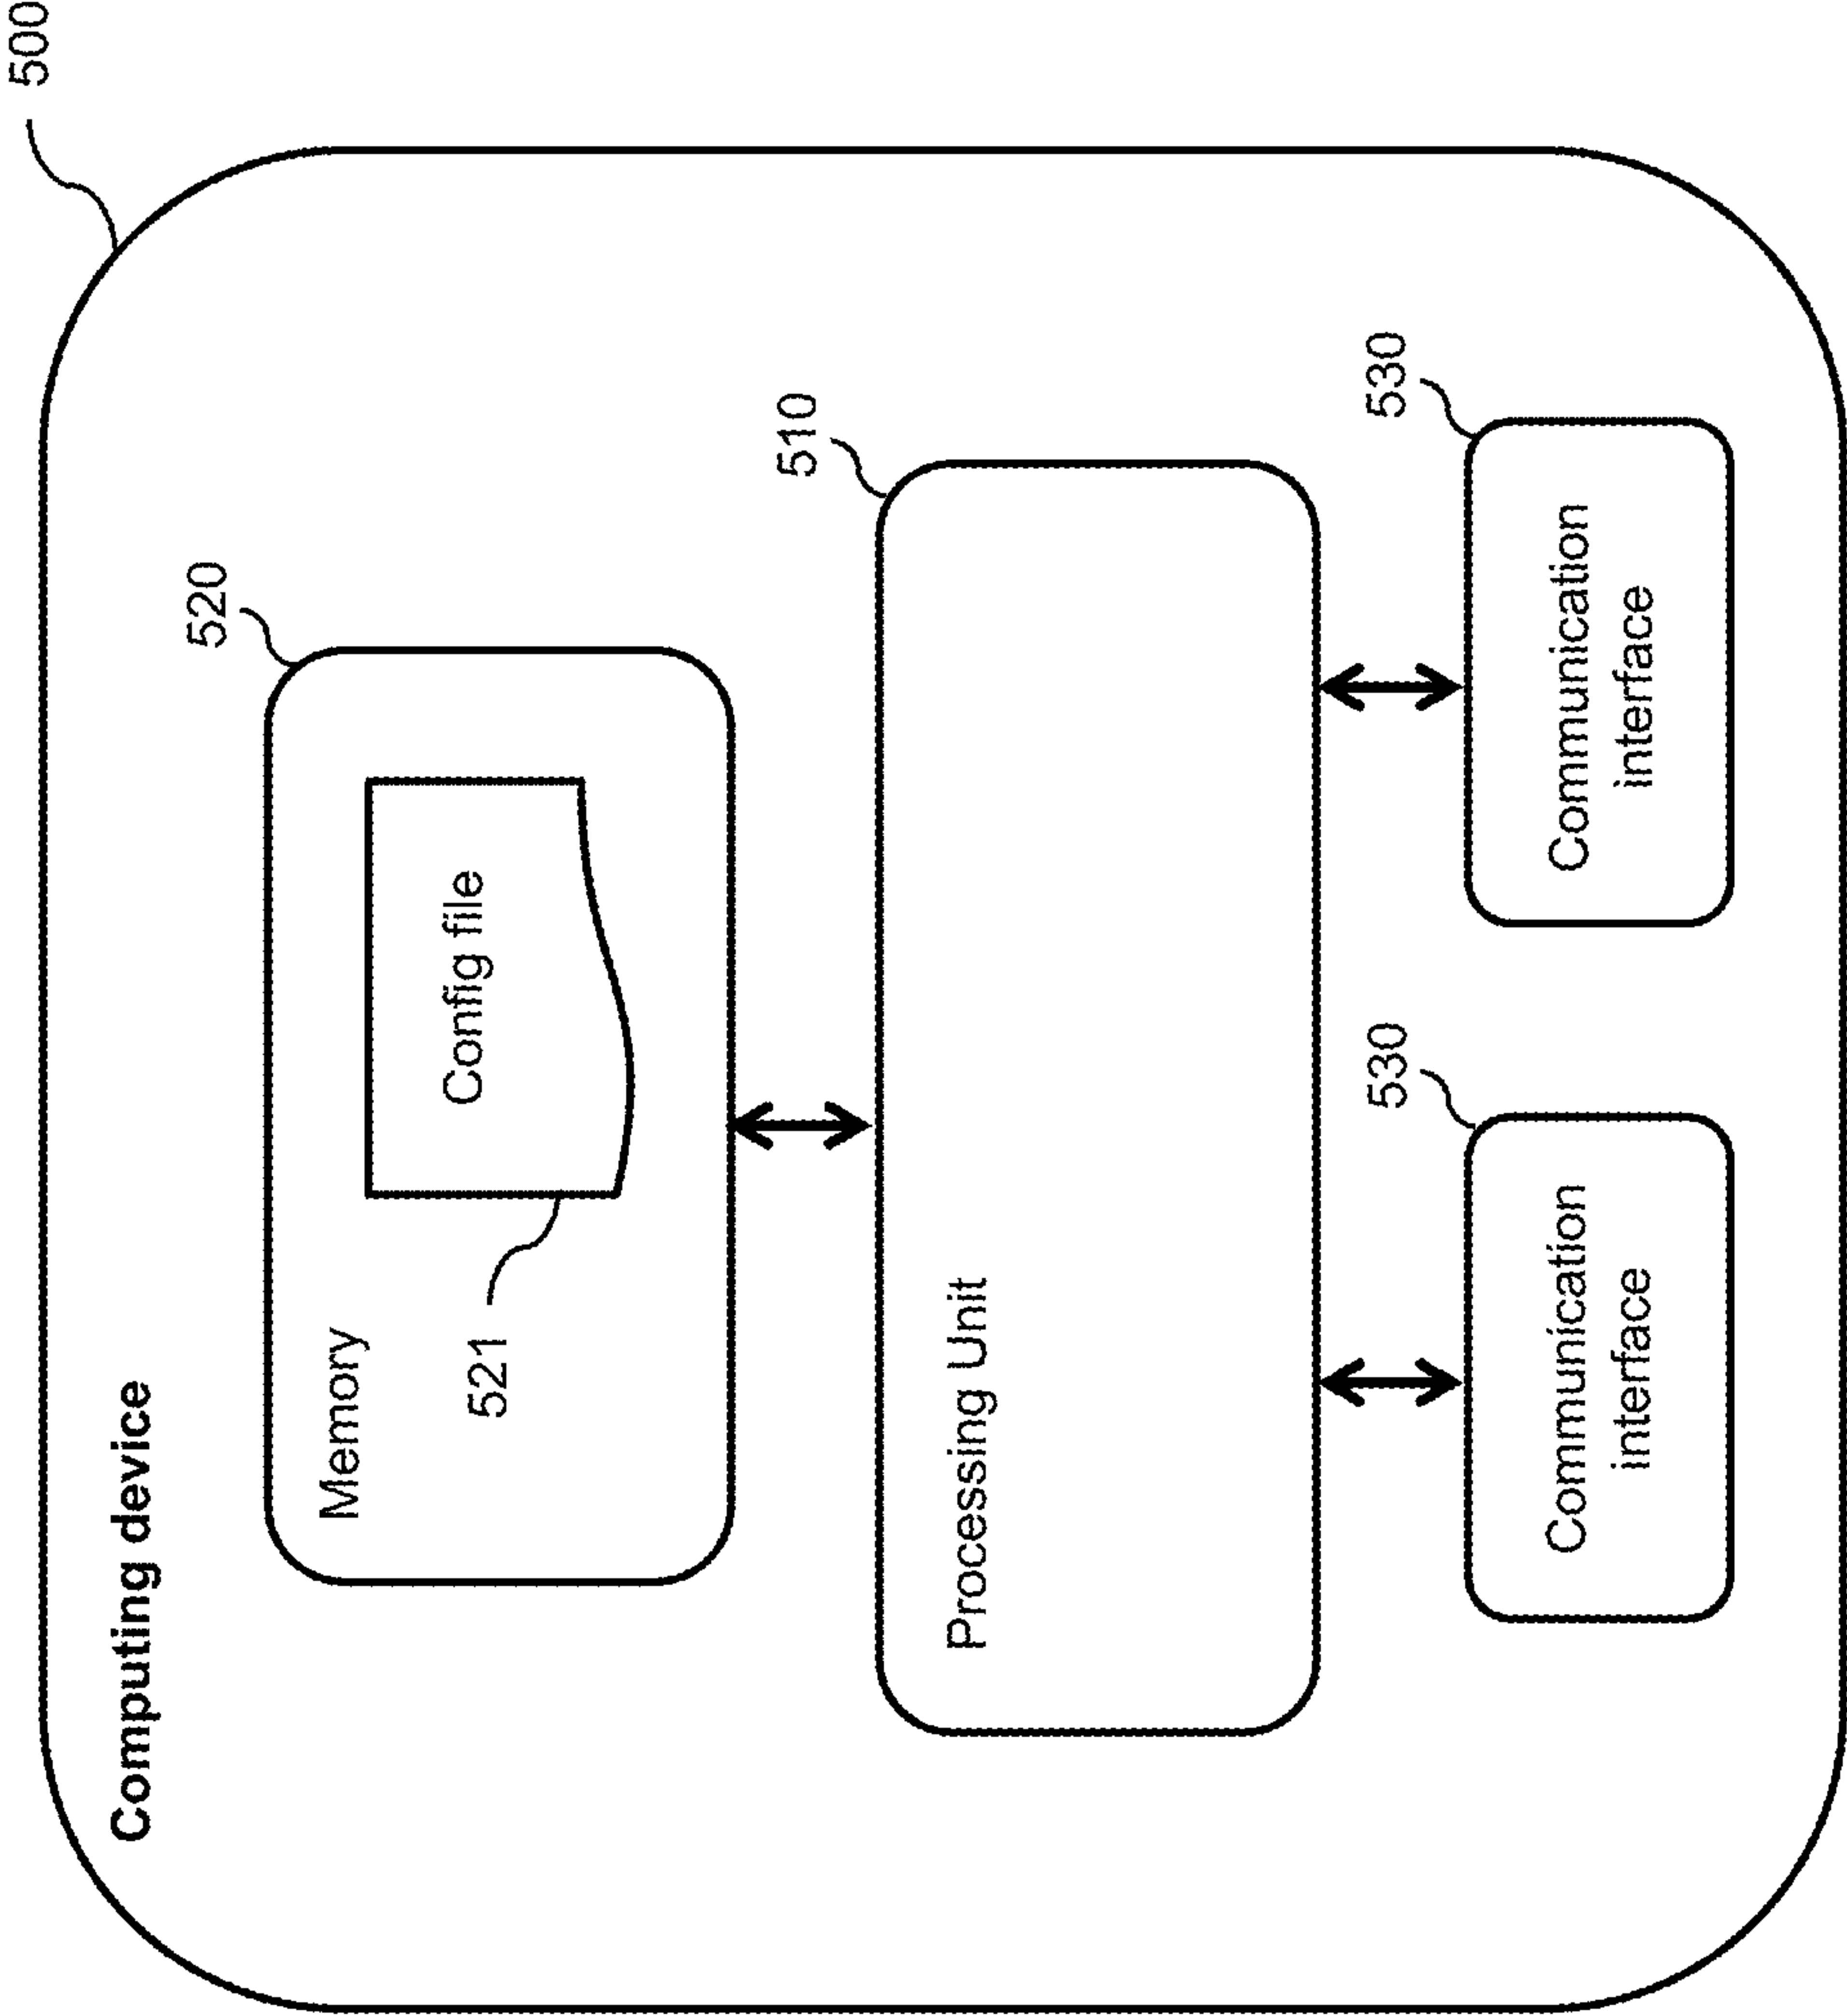 500
Computing device
520
Memory
Config file
521
510
Processing Unit
530
530
Communication
interface
Communication
interface